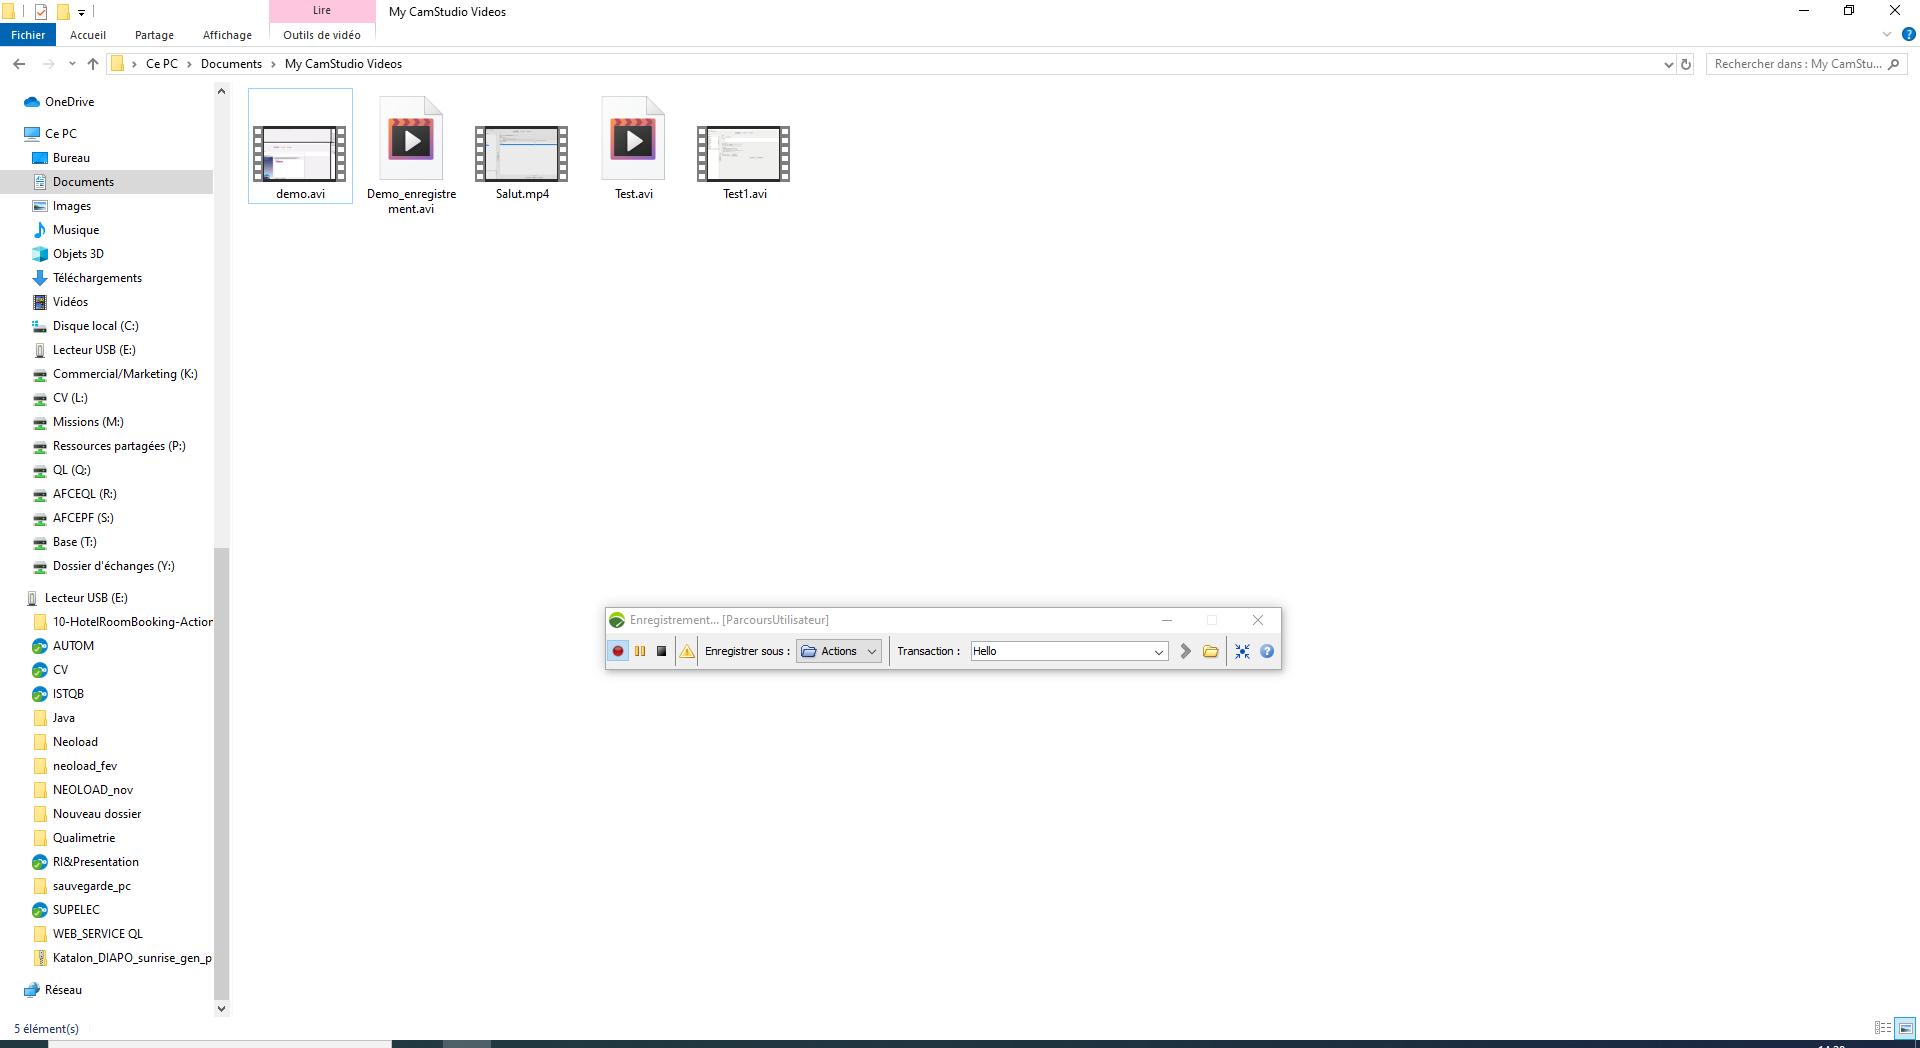 Lire
My CamStudio Videos
Fichier
Accueil
Partage
Affichage
Outils de vidéo
Ce PC
Documents
My CamStudio Videos
Rechercher dans : My CamStu...
OneDrive
Ce PC
Bureau
Documents
Images
Musique
Objets 3D
Téléchargements
Vidéos
Disque local (C:)
Lecteur USB (E:)
Commercial/Marketing (K:)
CV (L:)
Missions (M:)
Ressources partagées (P:)
QL (Q:)
AFCEQL (R:)
AFCEPF (S:)
Base (T:)
Dossier d'échanges (Y:)
Lecteur USB (E:)
10-HotelRoomBooking-Action
AUTOM
CV
ISTQB
Java
Neoload
neoload_fev
NEOLOAD_nov
Nouveau dossier
Qualimetrie
RI&Presentation
sauvegarde_pc
SUPELEC
WEB_SERVICE QL
Katalon_DIAPO_sunrise_gen_p
Réseau
demo.avi
Demo_enregistre
ment.avi
Salut.mp4
Test.avi
Test1.avi
Enregistrement... [ParcoursUtilisateur]
Enregistrer sous :
Actions
Transaction :
Hello
5 élément(s)